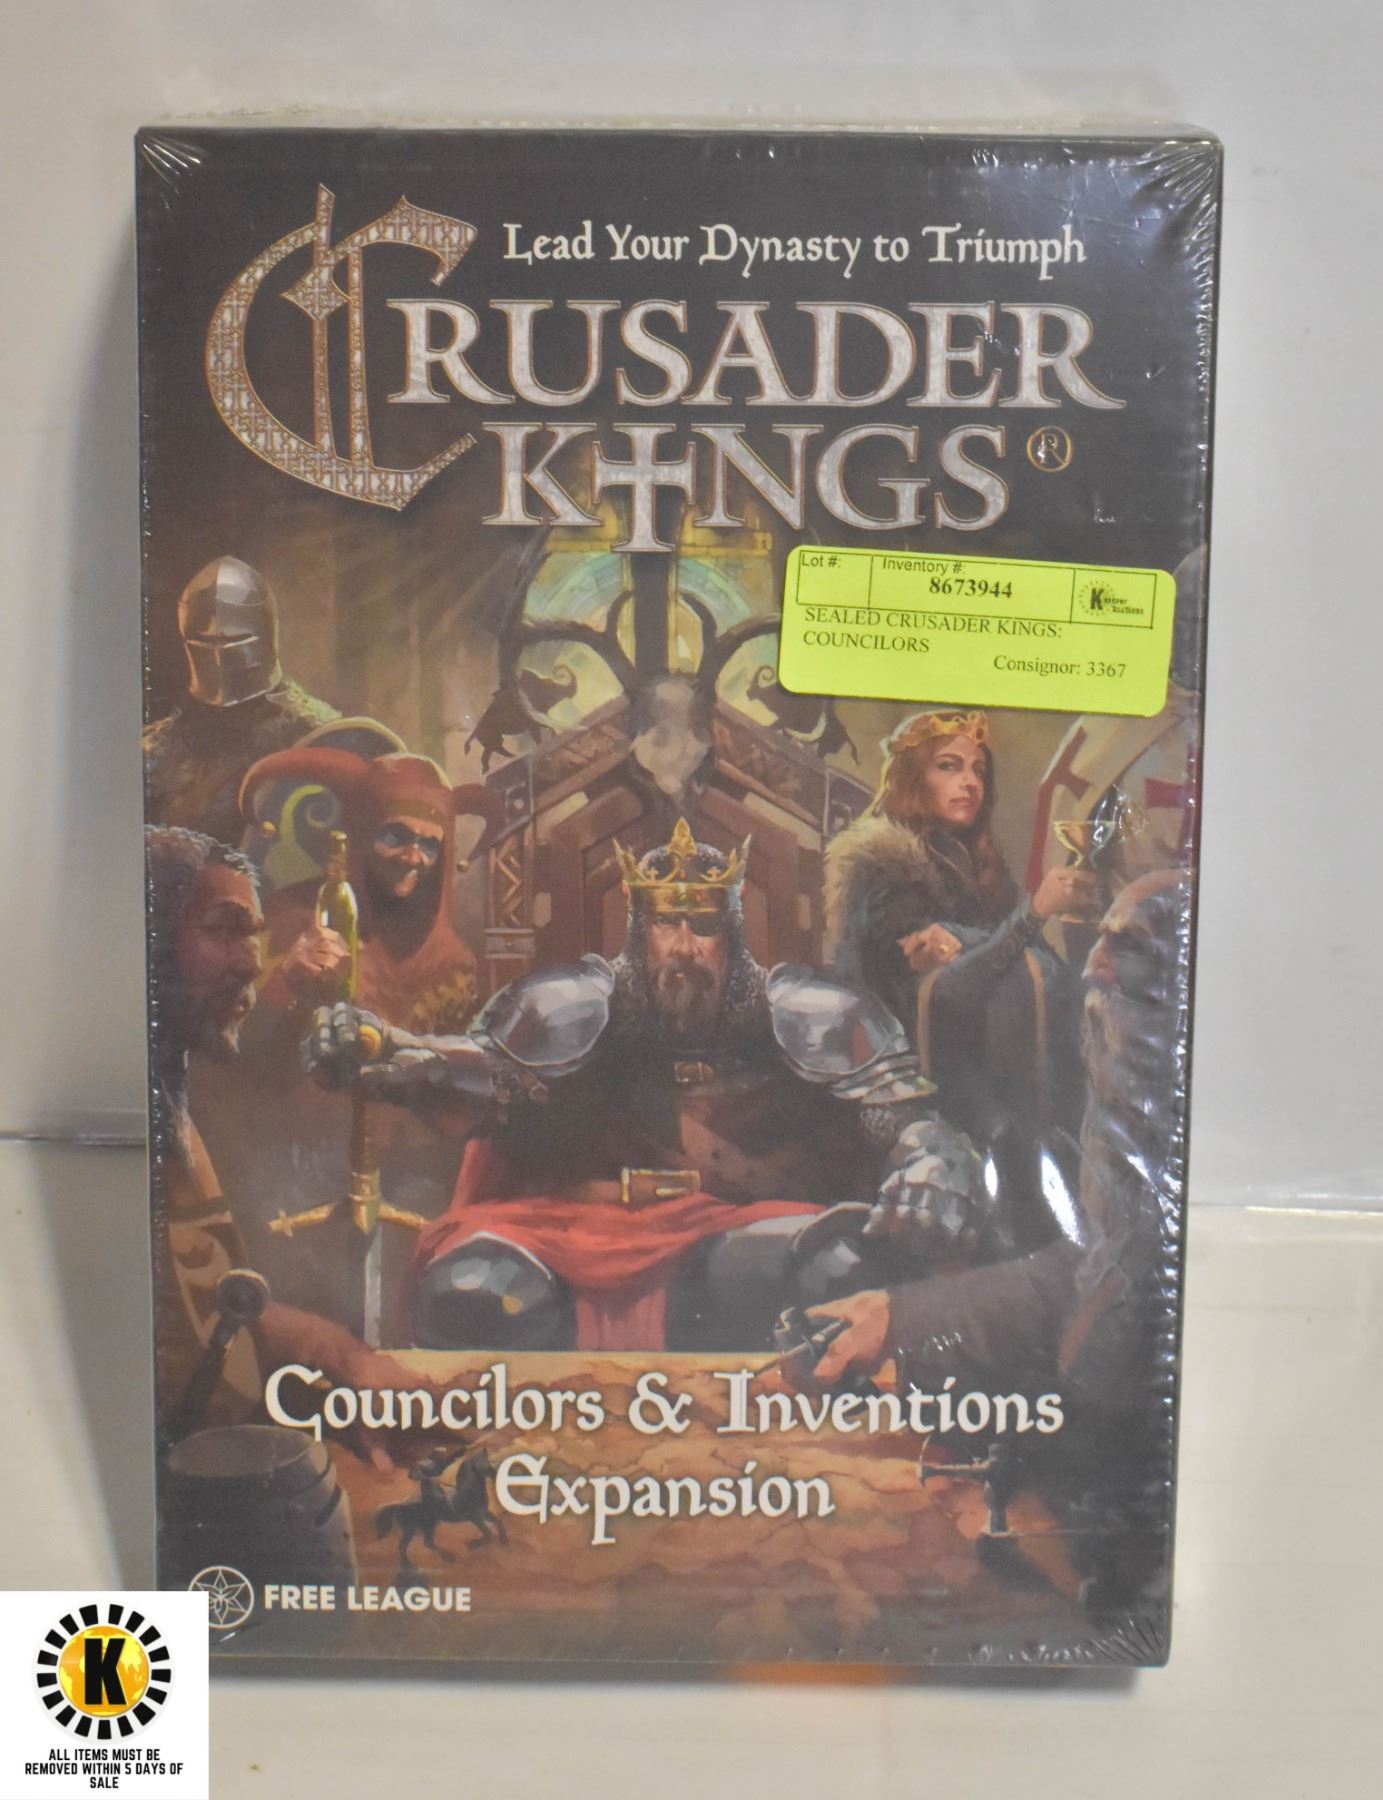 Lead Your Dynasty to Triumph
CRUSADER
KINGS®
Lot #:
Inventory #:
8673944
K
Auctions
SEALED CRUSADER KINGS:
COUNCILORS
Consignor: 3367
Councilors & Inventions
Expansion
FREE LEAGUE
K
ALL ITEMS MUST BE
REMOVED WITHIN 5 DAYS OF
SALE